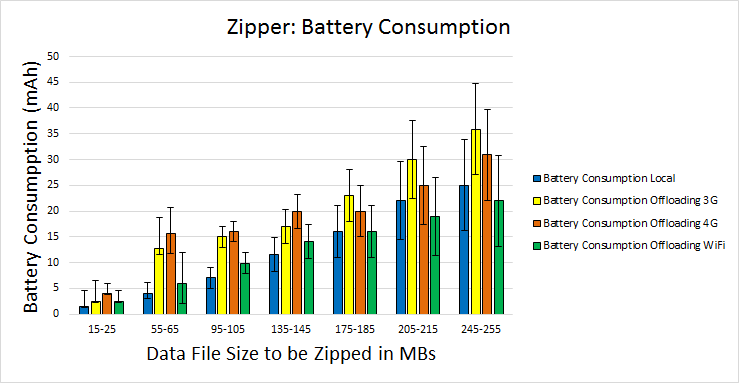 Zipper: Battery Consumption
Battery Consumpption (mAh)
50
45
40
35
30
25
20
15
10
5
0
15-25
55-65
95-105
135-145
175-185
205-215
245-255
Data File Size to be Zipped in MBs
Battery Consumption Local
Battery Consumption Offloading 3G
Battery Consumption Offloading 4G
Battery Consumption Offloading WiFi